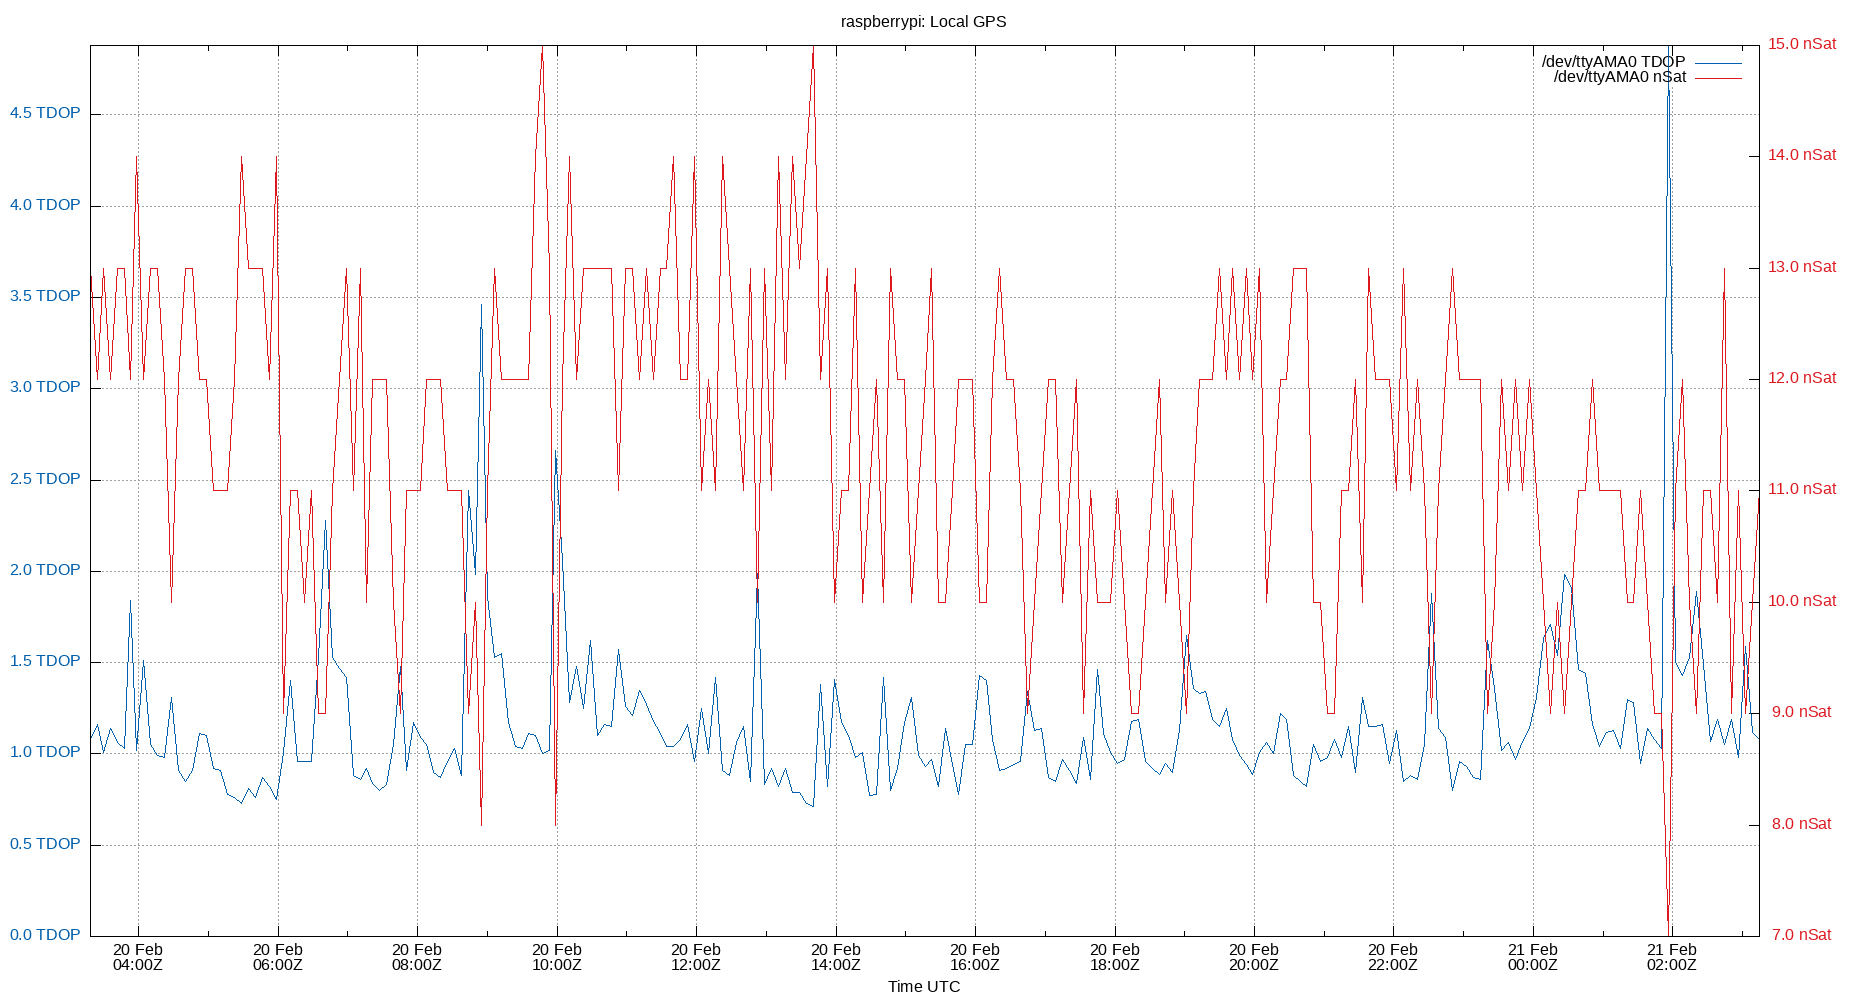 raspberrypi: Local GPS
/dev/ttyAMA0 TDOP
/dev/ttyAMA0 nSat
4.5 TDOP
4.0 TDOP
3.5 TDOP
3.0 TDOP
2.5 TDOP
2.0 TDOP
1.5 TDOP
1.0 TDOP
0.5 TDOP
0.0 TDOP
15.0 nSat
14.0 nSat
13.0 nSat
12.0 nSat
11.0 nSat
10.0 nSat
9.0 nSat
8.0 nSat
7.0 nSat
20 Feb
04:00Z
20 Feb
06:00Z
20 Feb
08:00Z
20 Feb
10:00Z
20 Feb
12:00Z
20 Feb
14:00Z
20 Feb
16:00Z
20 Feb
18:00Z
20 Feb
20:00Z
20 Feb
22:00Z
21 Feb
00:00Z
21 Feb
02:00Z
Time UTC